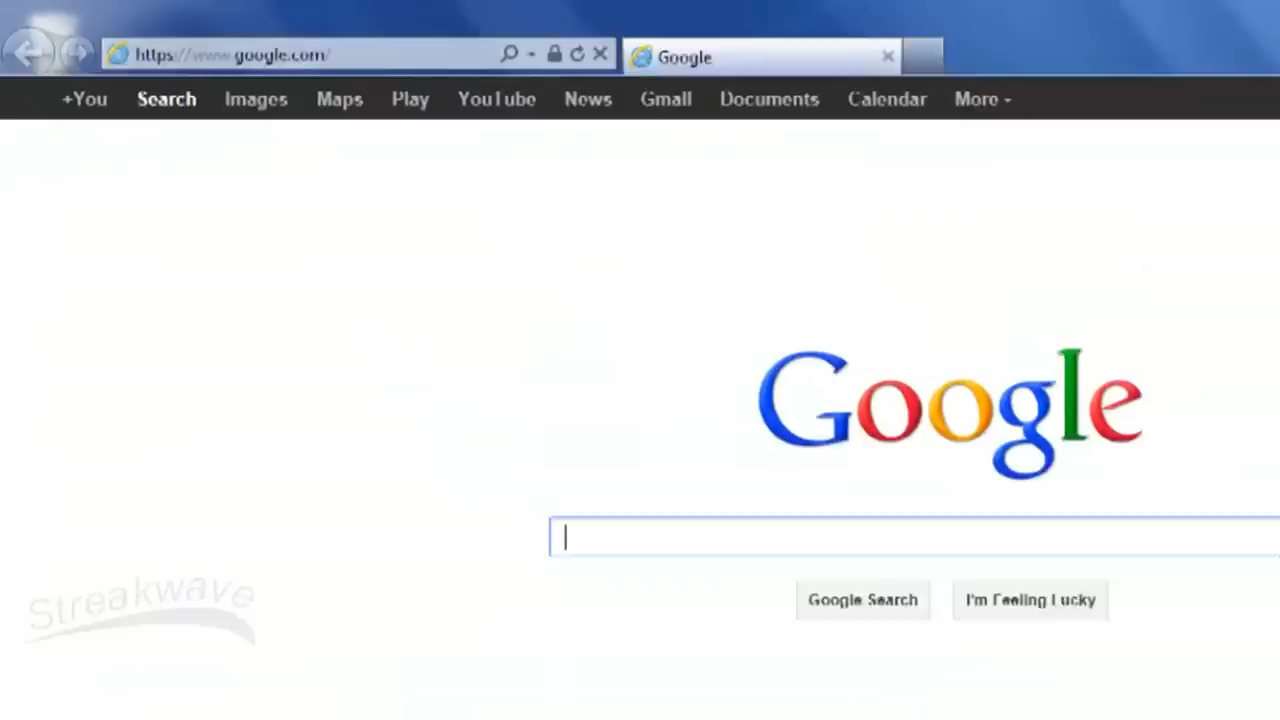 https://www.google.com/
Google
+You Search Images Maps Play YouTube News Gmail Documents Calendar More
Google
Google Search I'm Feeling Lucky
Streakwave